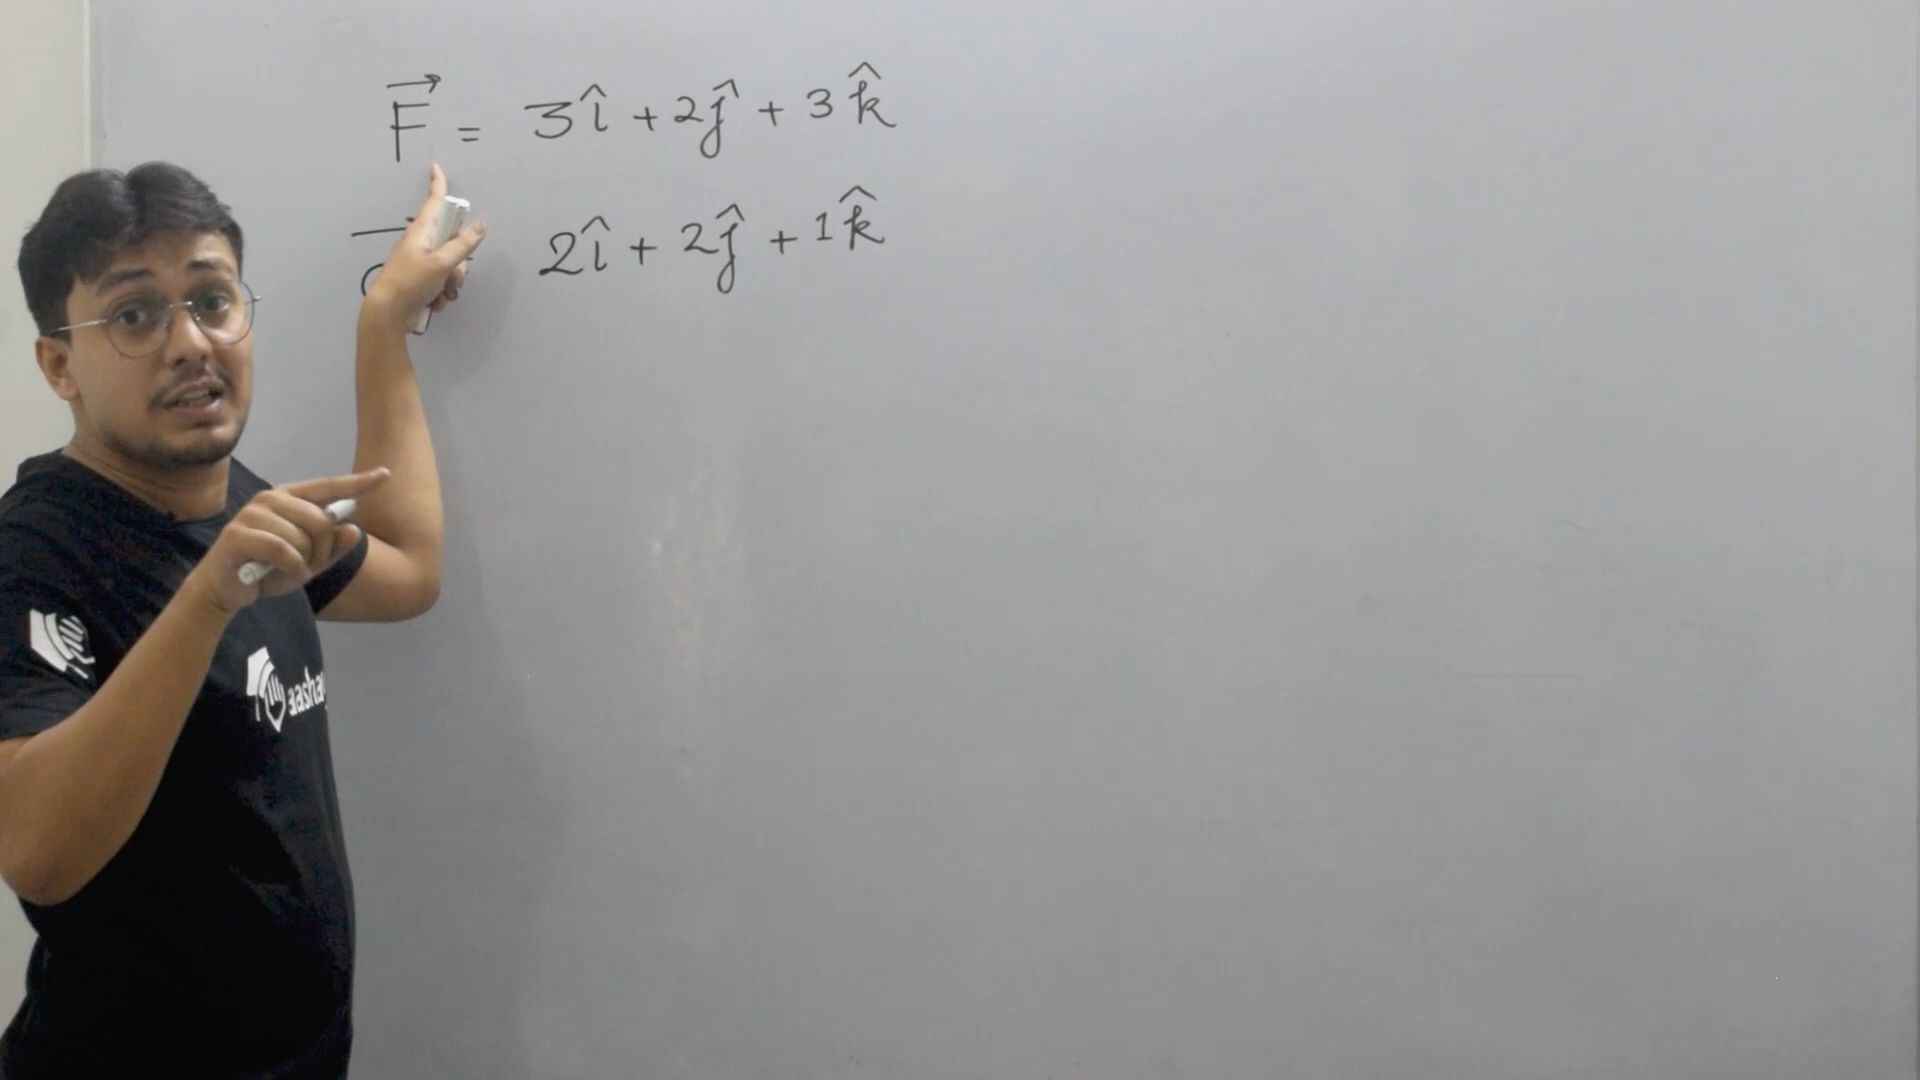 F⃗ = 3î + 2ĵ + 3k̂
2î + 2ĵ + 1k̂